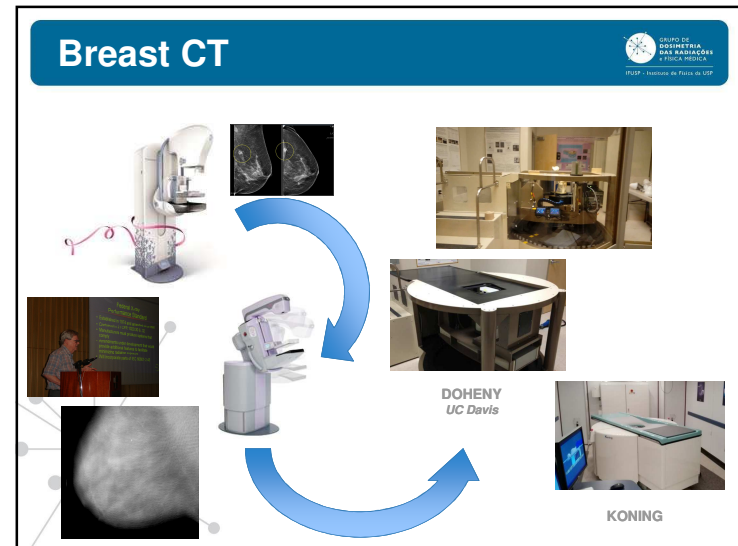 Breast CT
GRUPO DE
DOSIMETRIA
DAS RADIAÇÕES
e FÍSICA MÉDICA
IFUSP - Instituto de Física da USP
DOHENY
UC Davis
KONING